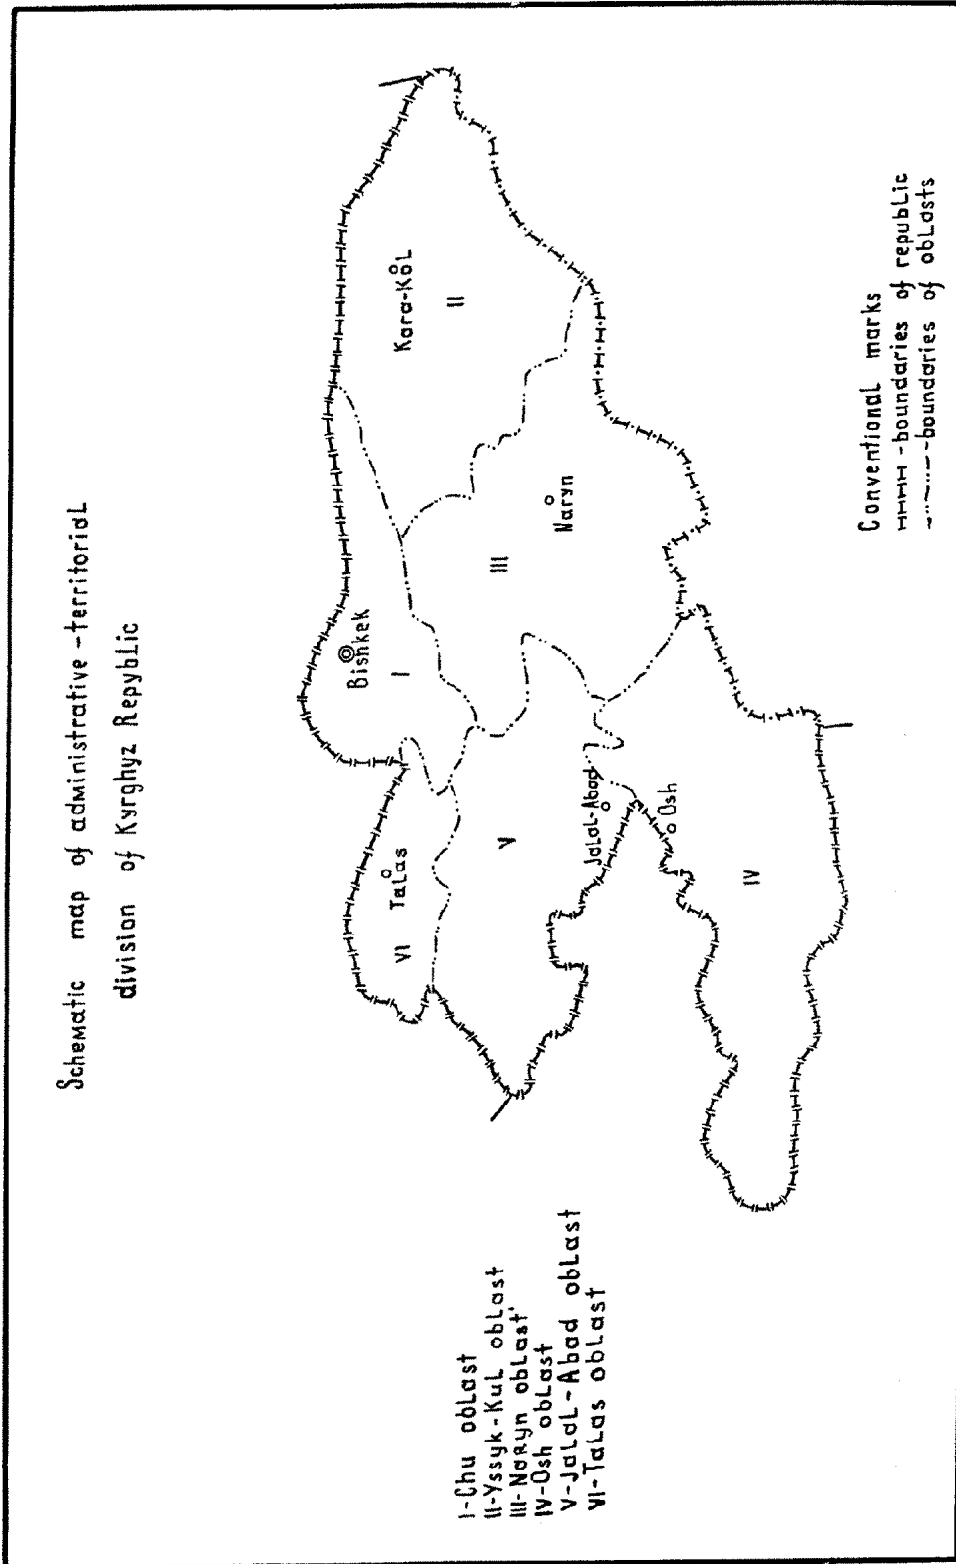 Schematic map of administrative-territorial
division of Kyrghyz Repyblic
Kara-Köl
II
Bishkek
I
III
Naryn
Talas
VI
V
Jalal-Abad
Osh
IV
I-Chu oblast
II-Yssyk-Kul oblast
III-Naryn oblast'
IV-Osh oblast
V-Jalal-Abad oblast
VI-Talas oblast
Conventional marks
-boundaries of republic
-boundaries of oblasts